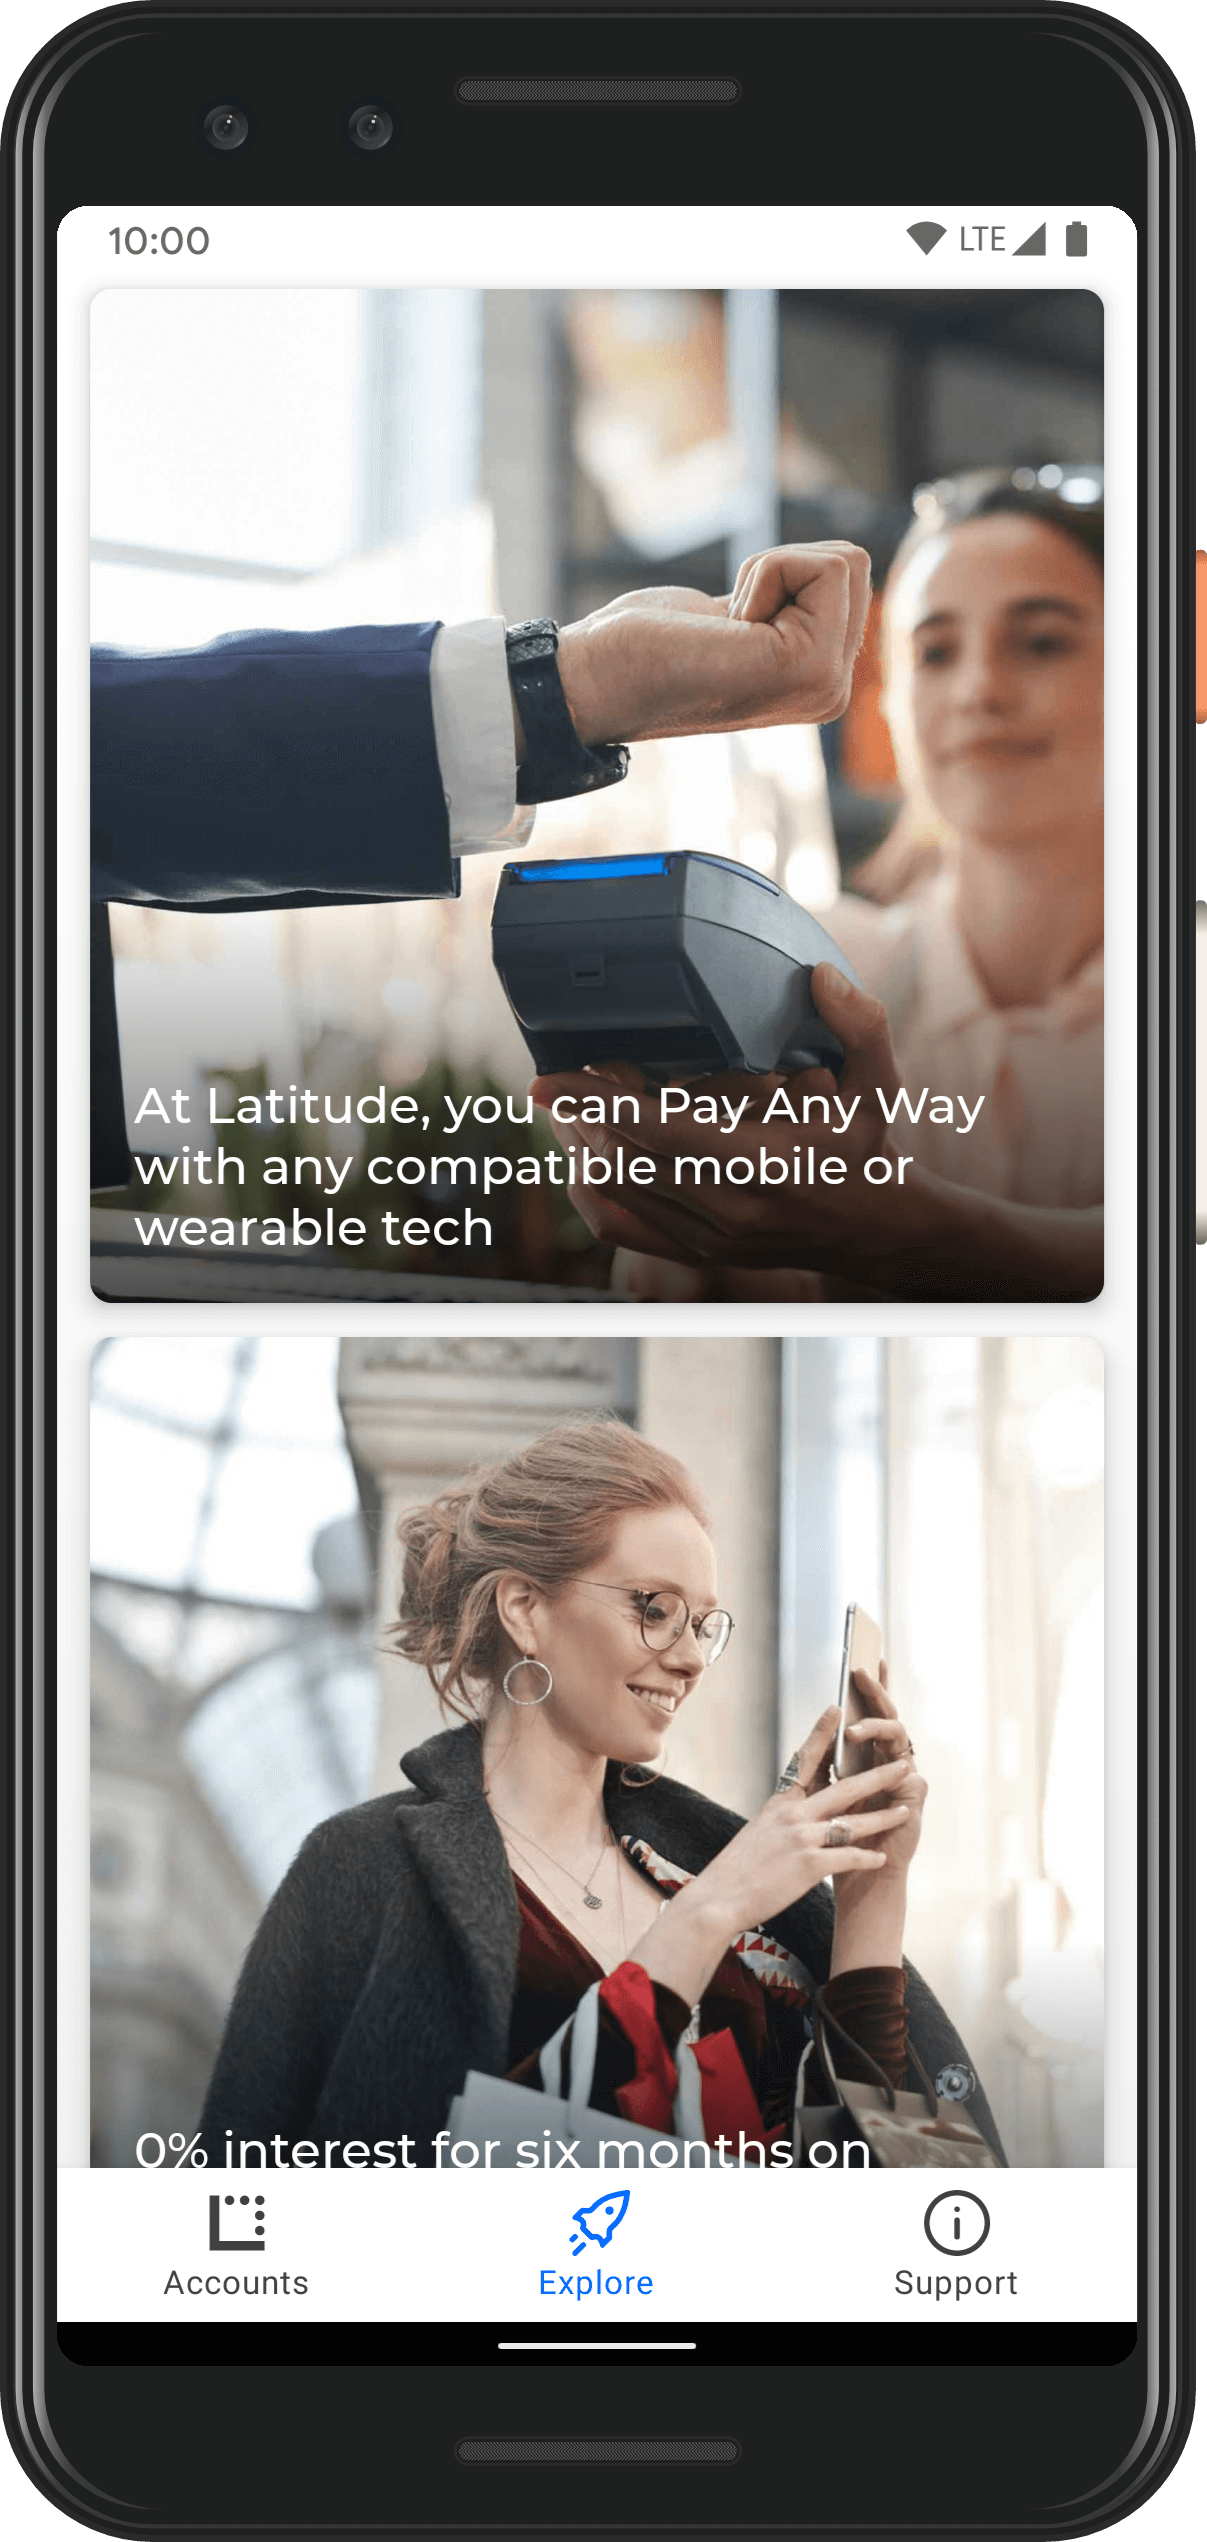 10:00 LTE
At Latitude, you can Pay Any Way
with any compatible mobile or
wearable tech
0% interest for six months on
Accounts Explore Support